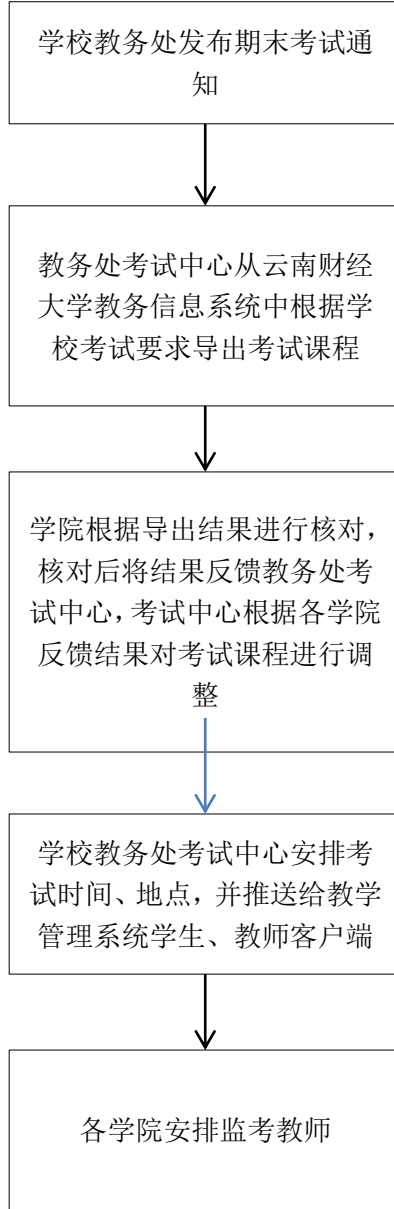 学校教务处发布期末考试通
知
教务处考试中心从云南财经
大学教务信息系统中根据学
校考试要求导出考试课程
学院根据导出结果进行核对，
核对后将结果反馈教务处考
试中心，考试中心根据各学院
反馈结果对考试课程进行调
整
学校教务处考试中心安排考
试时间、地点，并推送给教学
管理系统学生、教师客户端
各学院安排监考教师